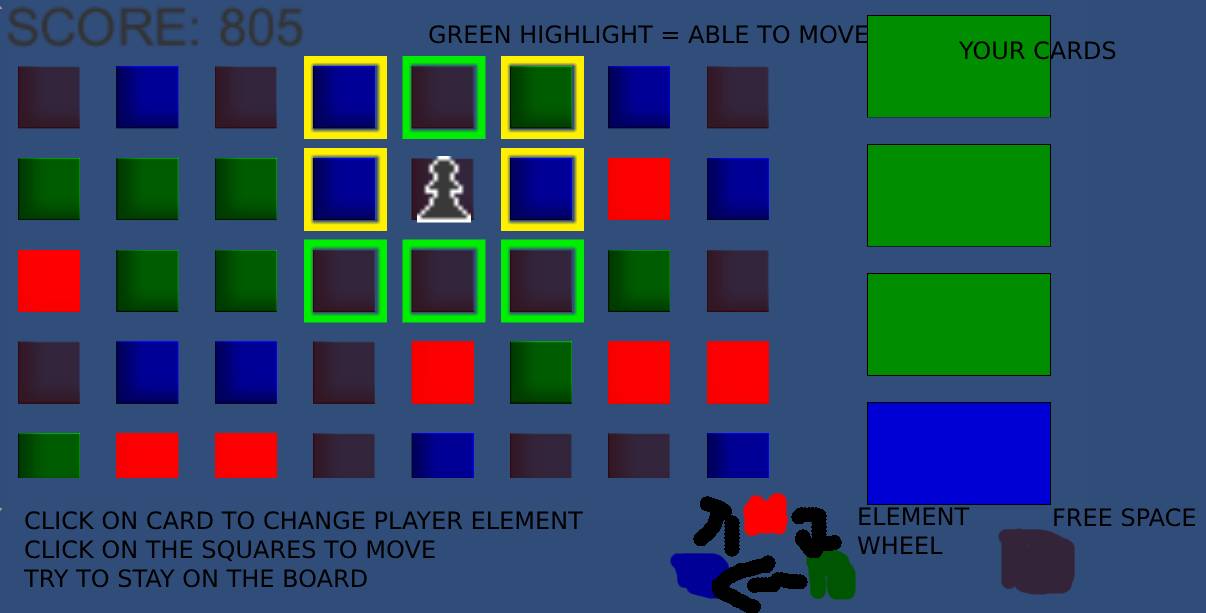 SCORE: 805
GREEN HIGHLIGHT = ABLE TO MOVE
YOUR CARDS
CLICK ON CARD TO CHANGE PLAYER ELEMENT
CLICK ON THE SQUARES TO MOVE
TRY TO STAY ON THE BOARD
ELEMENT
WHEEL
FREE SPACE